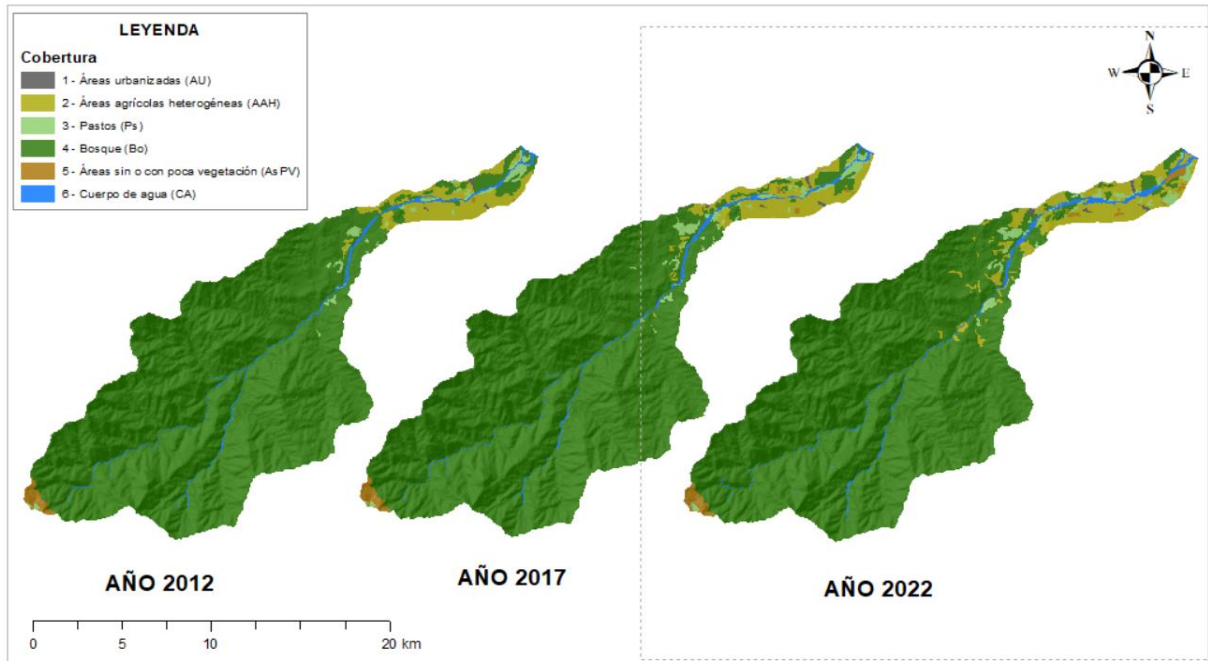 LEYENDA
Cobertura
1 - Áreas urbanizadas (AU)
2 - Áreas agrícolas heterogéneas (AAH)
3 - Pastos (Ps)
4 - Bosque (Bo)
5 - Áreas sin o con poca vegetación (AsPV)
6 - Cuerpo de agua (CA)
N
W E
S
AÑO 2012
AÑO 2017
AÑO 2022
0 5 10 20 km